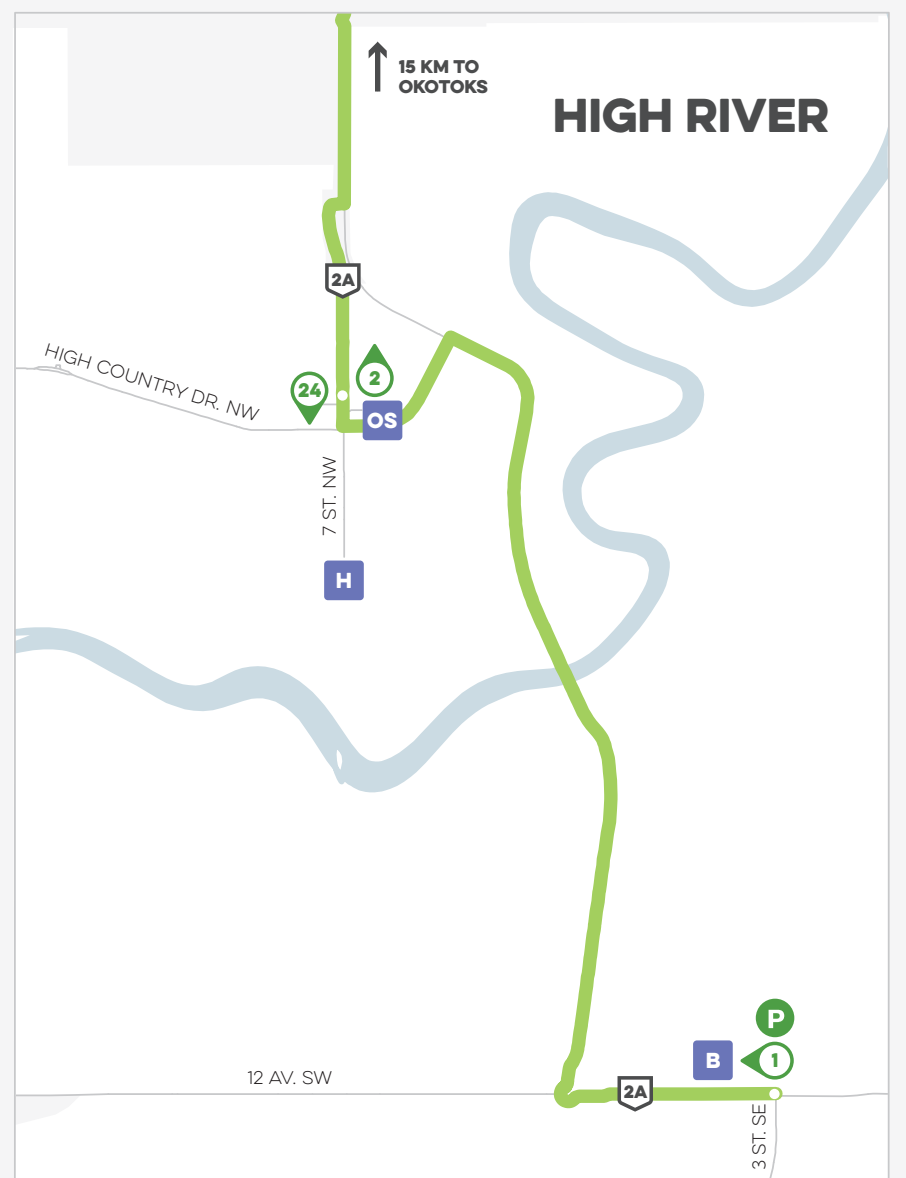 15 KM TO
OKOTOKS
HIGH RIVER
2A
HIGH COUNTRY DR. NW
24
2
OS
7 ST. NW
H
P
B
1
12 AV. SW
2A
3 ST. SE